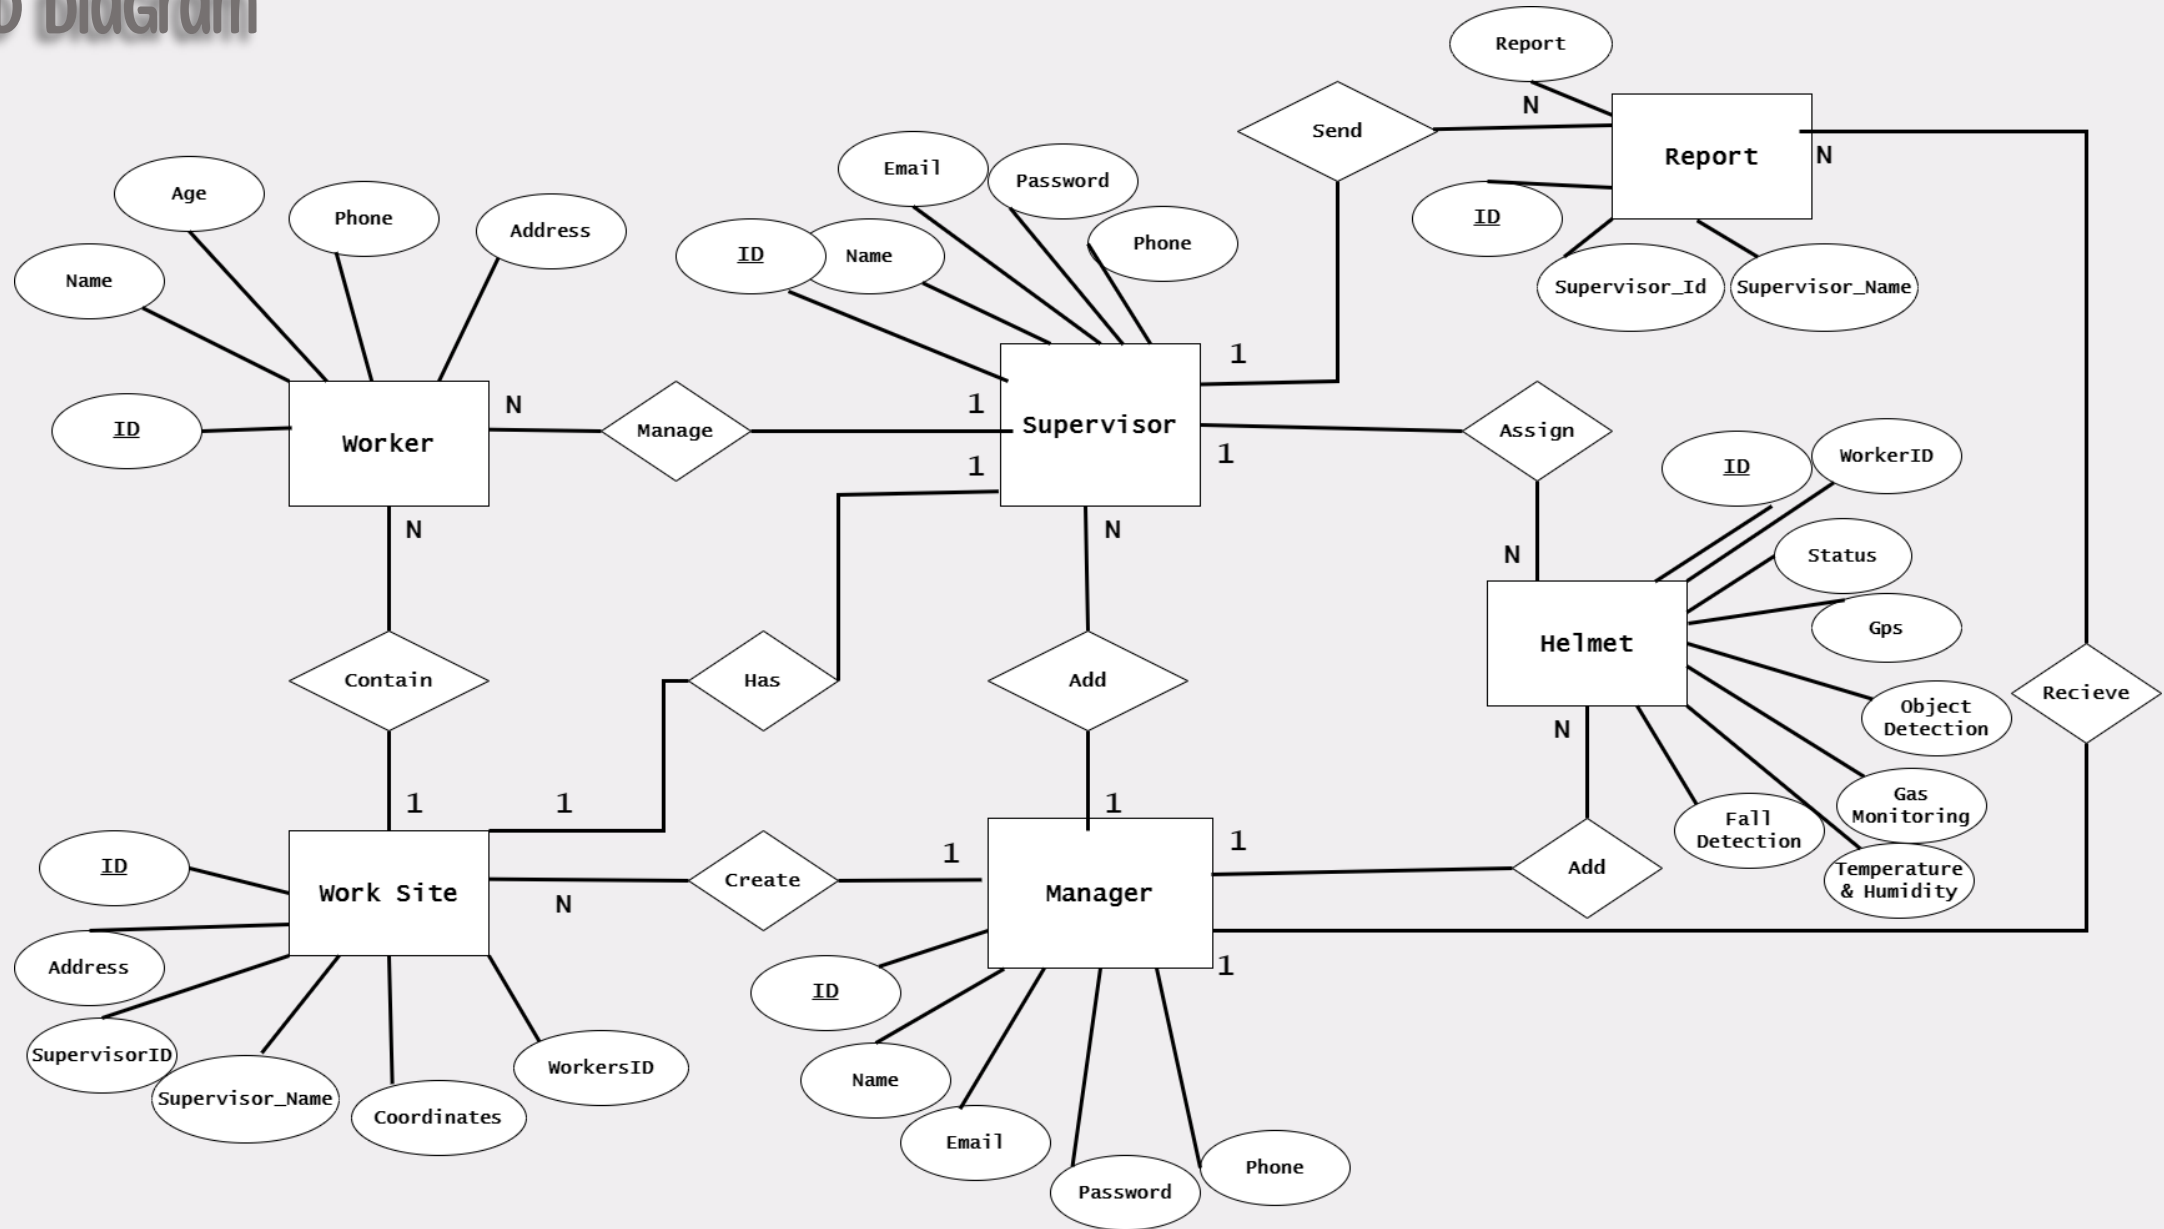 D DiaGram
Report
Send
N
Report
N
ID
Supervisor_Id
Supervisor_Name
Email
Password
Phone
ID
Name
Age
Phone
Address
Name
ID
Worker
N
Manage
1
Supervisor
1
1
Assign
1
N
N
N
ID
WorkerID
Status
Gps
Helmet
Object
Detection
Gas
Monitoring
Fall
Detection
Temperature
& Humidity
N
Recieve
Contain
Has
Add
1
1
1
1
Add
ID
Work Site
Create
1
N
Manager
1
Address
SupervisorID
Supervisor_Name
Coordinates
WorkersID
ID
Name
Email
Password
Phone